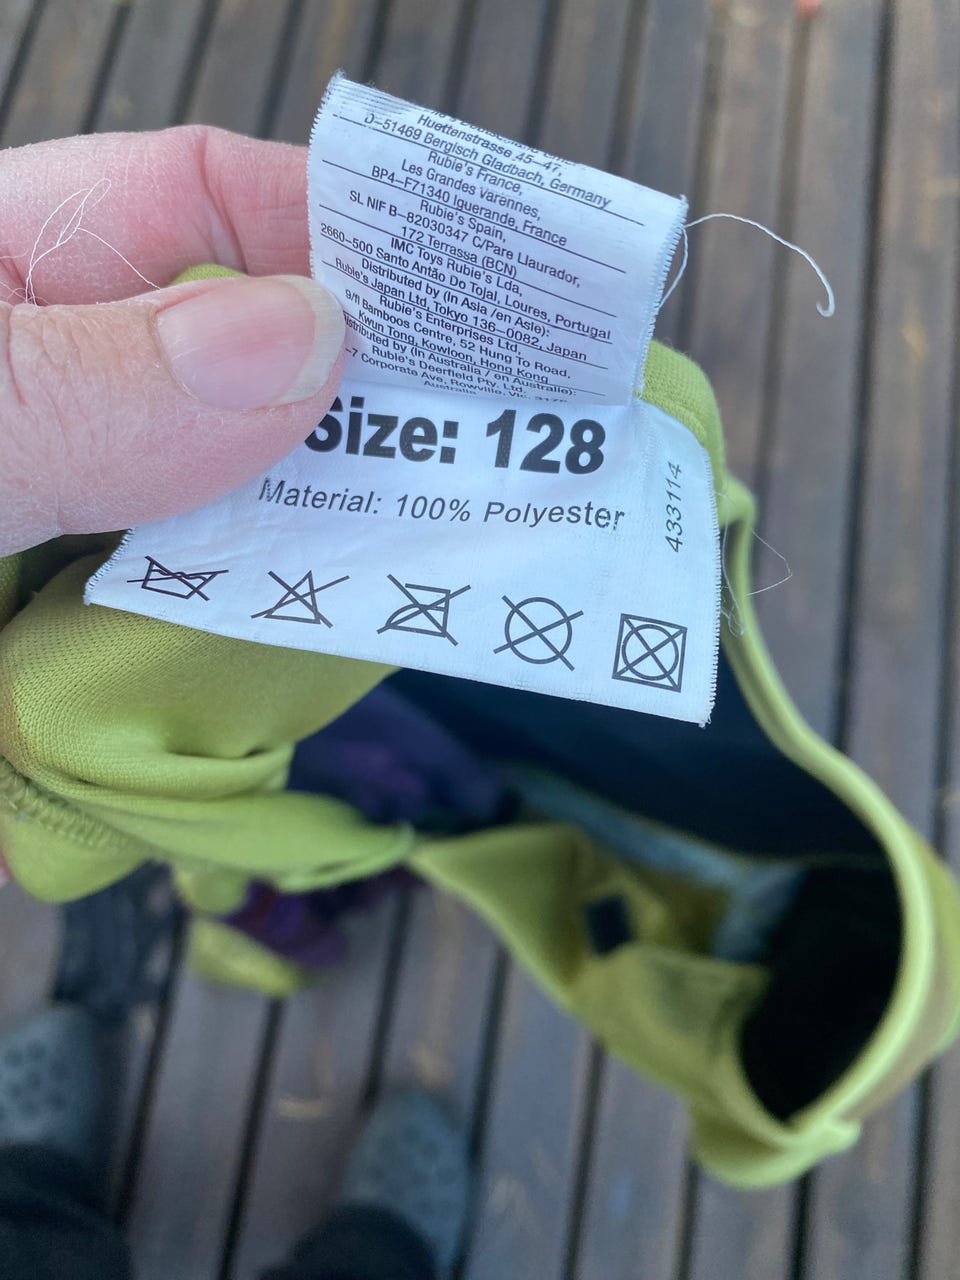 Huettenstrasse 45-47,
D-51469 Bergisch Gladbach, Germany
Rubie's France,
Les Grandes Varennes,
BP4-F71340 Iguerande, France
Rubie's Spain,
SL NIF B-82030347 C/Pare Llaurador,
172 Terrassa (BCN)
IMC Toys Rubie's Lda,
2660-500 Santo Antão Do Tojal, Loures, Portugal
Distributed by (in Asia /en Asie):
Rubie's Japan Ltd, Tokyo 136-0082, Japan
Rubie's Enterprises Ltd,
9/fl Bamboos Centre, 52 Hung To Road,
Kwun Tong, Kowloon, Hong Kong
by (in Australia / en Australie):
Rubie's Deerfield Pty. Ltd.
Corporate Ave, Rowville, Vic.
Australia
Size: 128
Material: 100% Polyester
433114